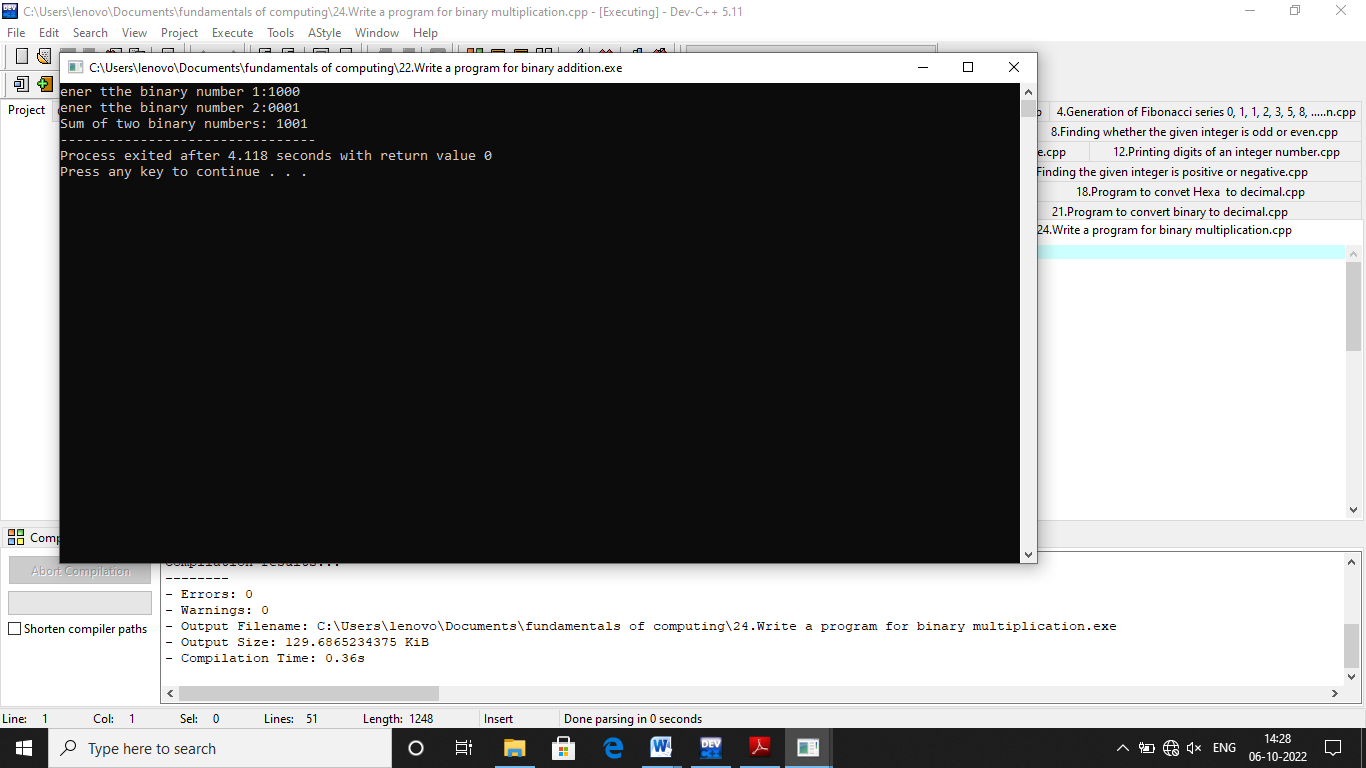 C:\Users\lenovo\Documents\fundamentals of computing\24.Write a program for binary multiplication.cpp - [Executing] - Dev-C++ 5.11
File Edit Search View Project Execute Tools AStyle Window Help
C:\Users\lenovo\Documents\fundamentals of computing\22.Write a program for binary addition.exe
ener tthe binary number 1:1000
ener tthe binary number 2:0001
Sum of two binary numbers: 1001
--------------------------------
Process exited after 4.118 seconds with return value 0
Press any key to continue . . .
Project
4.Generation of Fibonacci series 0, 1, 1, 2, 3, 5, 8, .....n.cpp
8.Finding whether the given integer is odd or even.cpp
e.cpp 12.Printing digits of an integer number.cpp
Finding the given integer is positive or negative.cpp
18.Program to convet Hexa  to decimal.cpp
21.Program to convert binary to decimal.cpp
24.Write a program for binary multiplication.cpp
Comp
Abort Compilation
Shorten compiler paths
Compilation results...
--------
- Errors: 0
- Warnings: 0
- Output Filename: C:\Users\lenovo\Documents\fundamentals of computing\24.Write a program for binary multiplication.exe
- Output Size: 129.6865234375 KiB
- Compilation Time: 0.36s
Line: 1 Col: 1 Sel: 0 Lines: 51 Length: 1248 Insert Done parsing in 0 seconds
Type here to search
ENG
14:28
06-10-2022